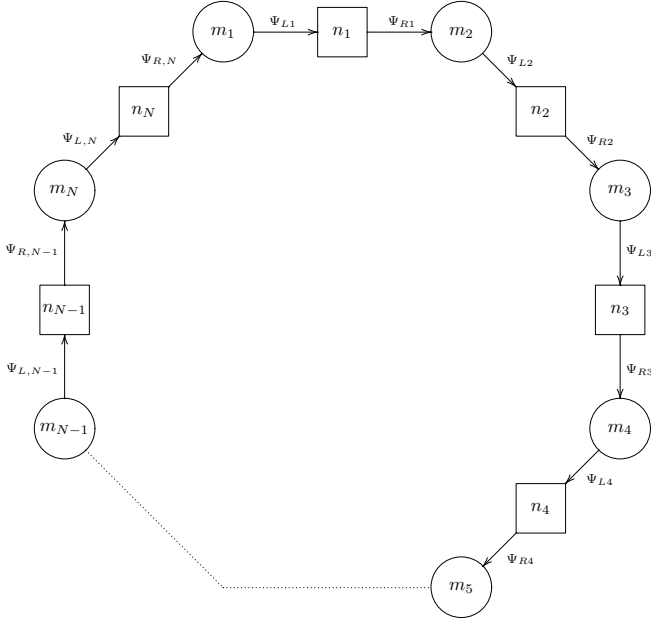 m_1 Ψ_{L1} n_1 Ψ_{R1} m_2
Ψ_{R,N} Ψ_{L2}
n_N n_2
Ψ_{L,N} Ψ_{R2}
m_N m_3
Ψ_{R,N-1} Ψ_{L3}
n_{N-1} n_3
Ψ_{L,N-1} Ψ_{R3}
m_{N-1} m_4
Ψ_{L4}
n_4
Ψ_{R4}
m_5